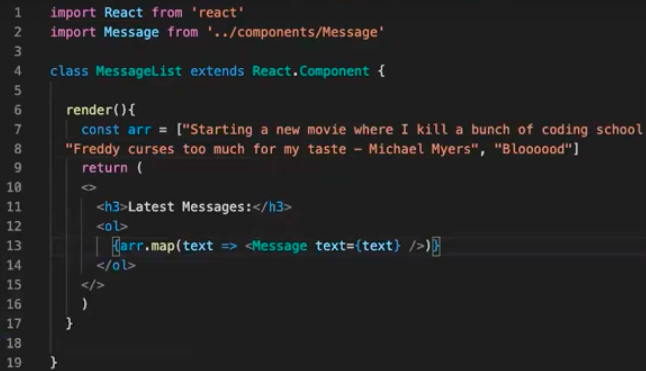 1 import React from 'react'
2 import Message from '../components/Message'
3
4 class MessageList extends React.Component {
5
6 render(){
7 const arr = ["Starting a new movie where I kill a bunch of coding school
8 "Freddy curses too much for my taste – Michael Myers", "Bloooood"]
9 return (
10 <>
11 <h3>Latest Messages:</h3>
12 <ol>
13 {arr.map(text => <Message text={text} />)}
14 </ol>
15 </>
16 )
17 }
18
19 }